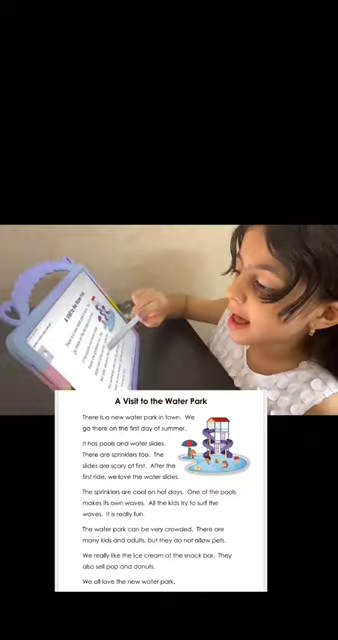 A Visit to the Water Park
There is a new water park in town. We
go there on the first day of summer.
It has pools and water slides.
There are sprinklers too. The
slides are scary at first. After the
first ride, we love the water slides.
The sprinklers are cool on hot days. One of the pools
makes its own waves. All the kids try to surf the
waves. It is really fun.
The water park can be very crowded. There are
many kids and adults, but they do not allow pets.
We really like the ice cream at the snack bar. They
also sell pop and donuts.
We all love the new water park.